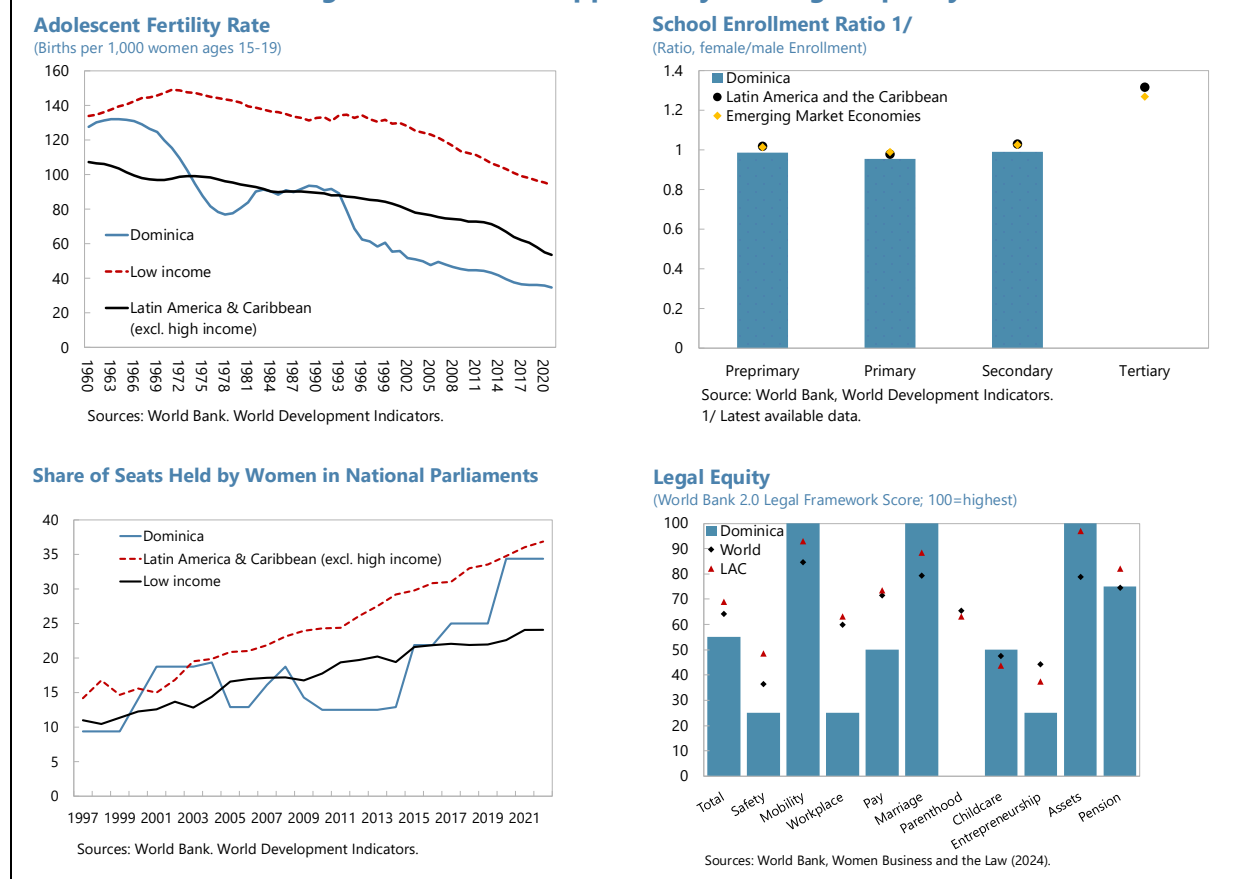 Adolescent Fertility Rate
(Births per 1,000 women ages 15-19)
160
140
120
100
80
60
40
20
0
Dominica
Low income
Latin America & Caribbean
(excl. high income)
1960
1963
1966
1969
1972
1975
1978
1981
1984
1987
1990
1993
1996
1999
2002
2005
2008
2011
2014
2017
2020
Sources: World Bank. World Development Indicators.
School Enrollment Ratio 1/
(Ratio, female/male Enrollment)
1.4
1.2
1
0.8
0.6
0.4
0.2
0
Dominica
Latin America and the Caribbean
Emerging Market Economies
Preprimary
Primary
Secondary
Tertiary
Source: World Bank, World Development Indicators.
1/ Latest available data.
Share of Seats Held by Women in National Parliaments
40
35
30
25
20
15
10
5
0
Dominica
Latin America & Caribbean (excl. high income)
Low income
1997 1999 2001 2003 2005 2007 2009 2011 2013 2015 2017 2019 2021
Sources: World Bank. World Development Indicators.
Legal Equity
(World Bank 2.0 Legal Framework Score; 100=highest)
100
90
80
70
60
50
40
30
20
10
0
Dominica
World
LAC
Total
Safety
Mobility
Workplace
Pay
Marriage
Parenthood
Childcare
Entrepreneurship
Assets
Pension
Sources: World Bank, Women Business and the Law (2024).